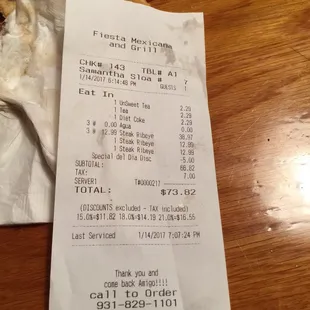 Fiesta Mexicana
and Grill
CHK# 143 TBL# A1
Samantha Sloa # 7
1/14/2017 6:14:48 PM GUESTS 1
Eat In
1 UnSweet Tea 2.29
1 Tea 2.29
1 Diet Coke 2.29
3 @ 0.00 Agua 0.00
3 @ 12.99 Steak Ribeye 38.97
1 Steak Ribeye 12.99
1 Steak Ribeye 12.99
Special del Dia Disc -5.00
SUBTOTAL: 66.82
TAX: 7.00
SERVER1 T#0000217
TOTAL: $73.82
(DISCOUNTS excluded - TAX included)
15.0%=$11.82 18.0%=$14.19 21.0%=$16.55
Last Serviced 1/14/2017 7:07:24 PM
Thank you and
come back Amigo!!!!
call to Order
931-829-1101